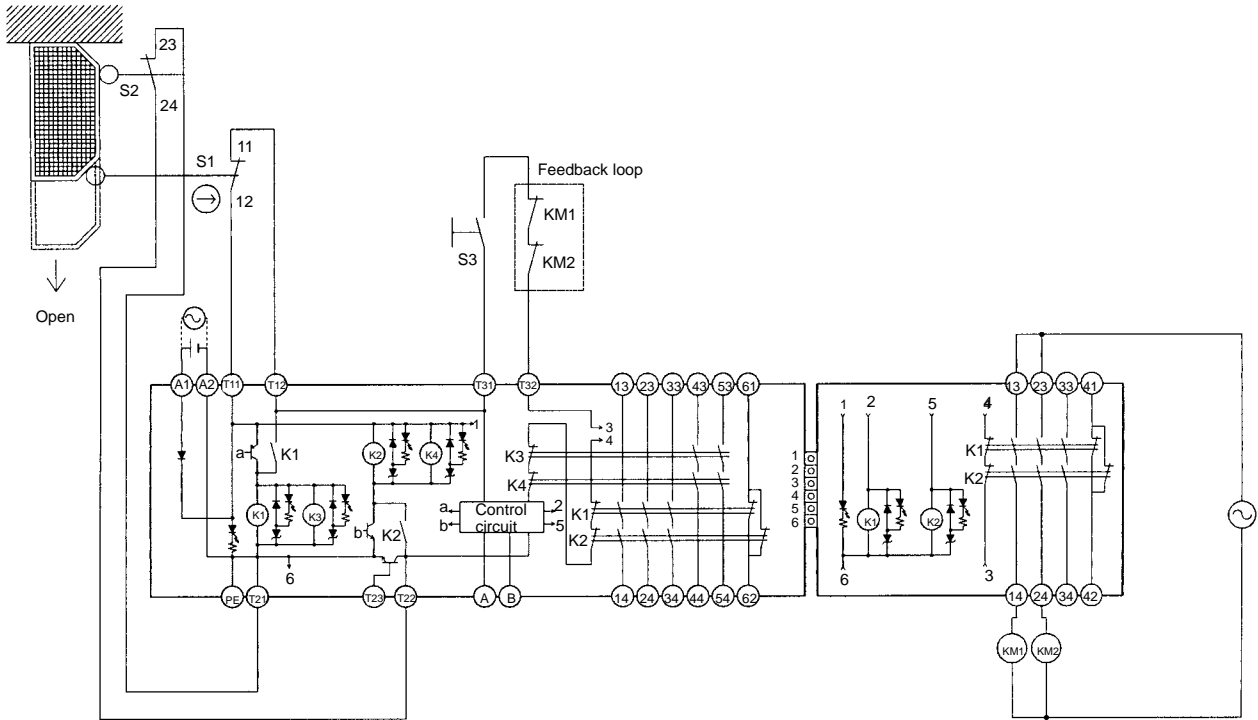 23
S2
24
11
S1
12
Open
Feedback loop
KM1
KM2
S3
A1 A2 T11 T12 T31 T32 13 23 33 43 53 61
13 23 33 41
1
3
4
a
K1
K2
K4
K3
K4
K1
K3
b
K2
a
b
Control
circuit
2
5
K1
K2
6
1
2
3
4
5
6
1 2 5 4
K1
K2
K1
K2
6
3
PE T21 T23 T22 A B 14 24 34 44 54 62
14 24 34 42
KM1 KM2